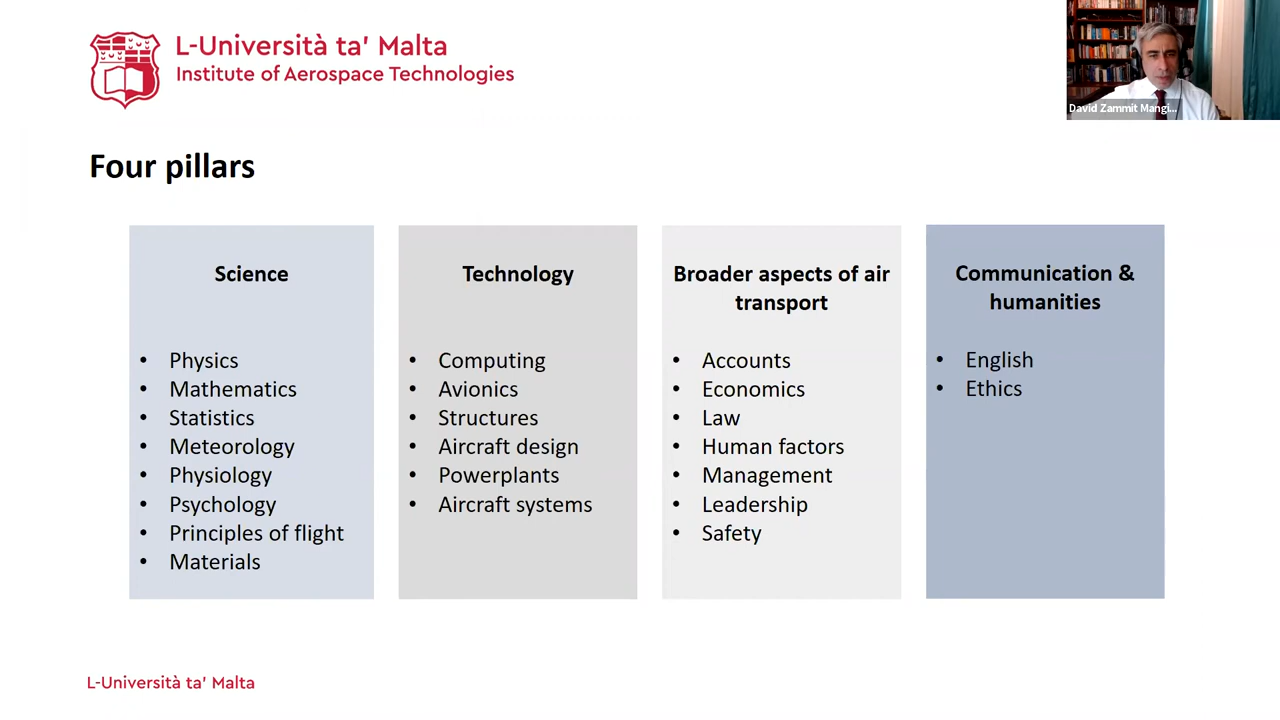 L-Università ta' Malta
Institute of Aerospace Technologies
David Zammit Mangi...
Four pillars
Science
• Physics
• Mathematics
• Statistics
• Meteorology
• Physiology
• Psychology
• Principles of flight
• Materials
Technology
• Computing
• Avionics
• Structures
• Aircraft design
• Powerplants
• Aircraft systems
Broader aspects of air
transport
• Accounts
• Economics
• Law
• Human factors
• Management
• Leadership
• Safety
Communication &
humanities
• English
• Ethics
L-Università ta' Malta